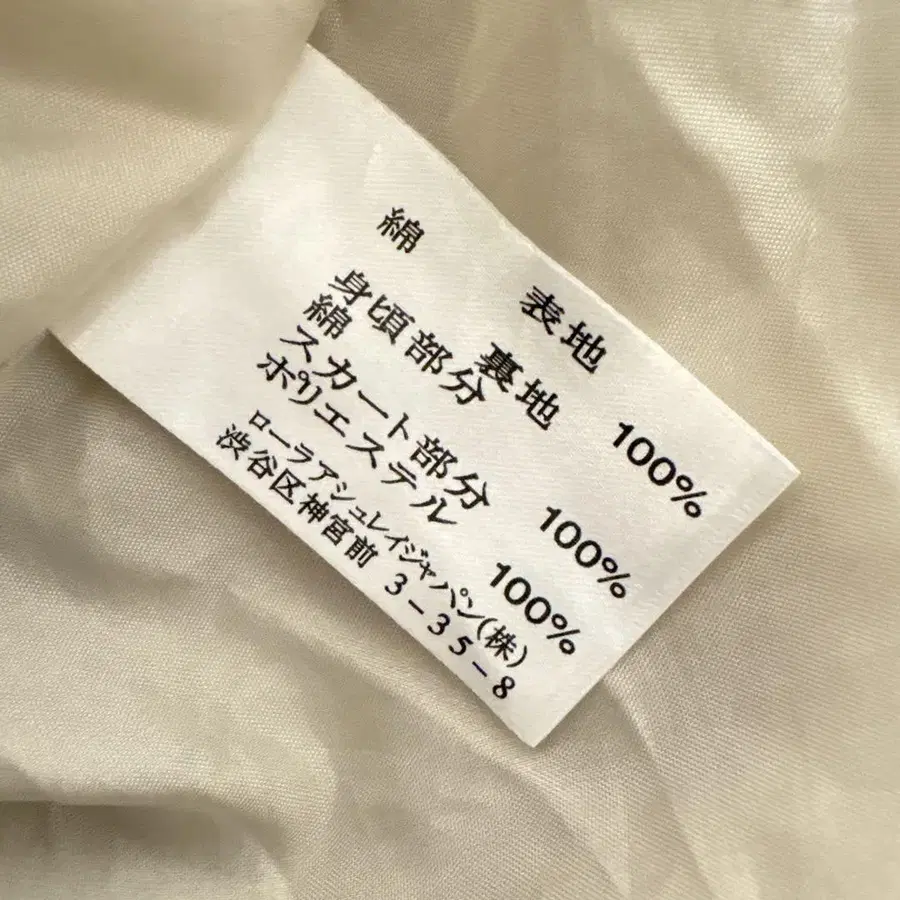 表地
綿 100%
裏地
身頃部分
綿 100%
スカート部分
ポリエステル 100%
ローラアシュレイジャパン(株)
渋谷区神宮前 3-35-8